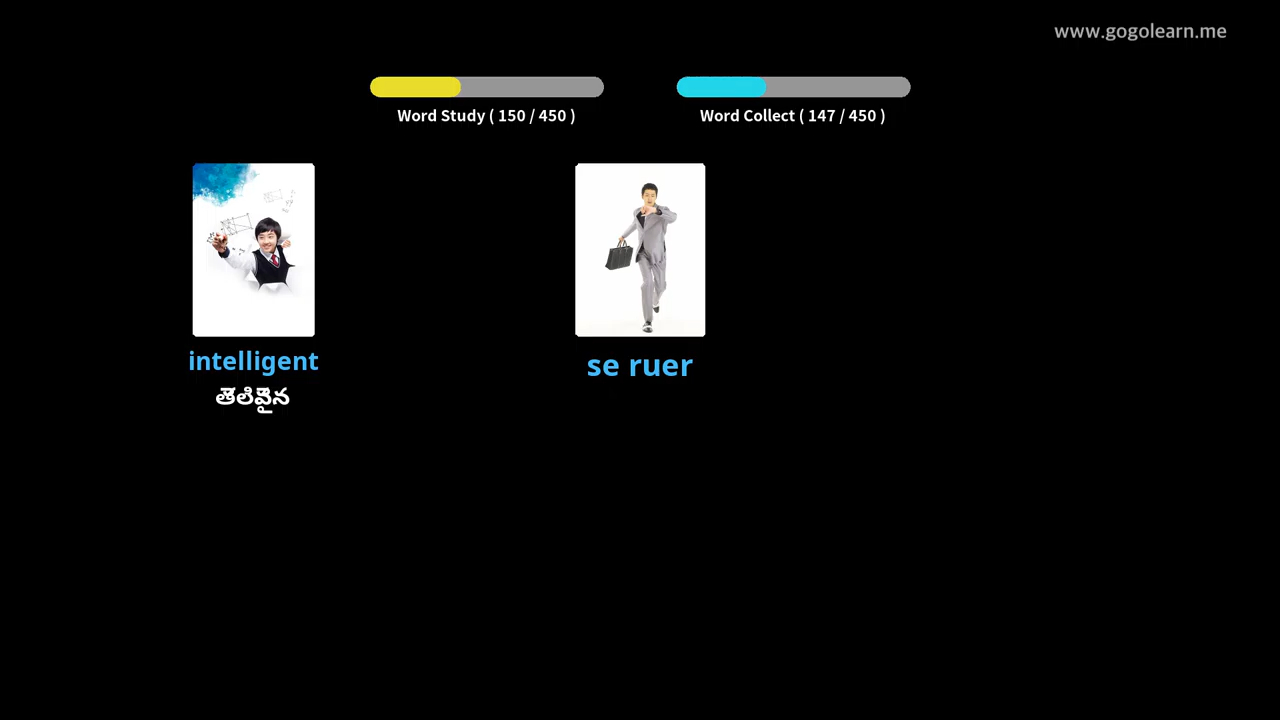 www.gogolearn.me
Word Study ( 150 / 450 )
Word Collect ( 147 / 450 )
intelligent
తెలివైన
se ruer